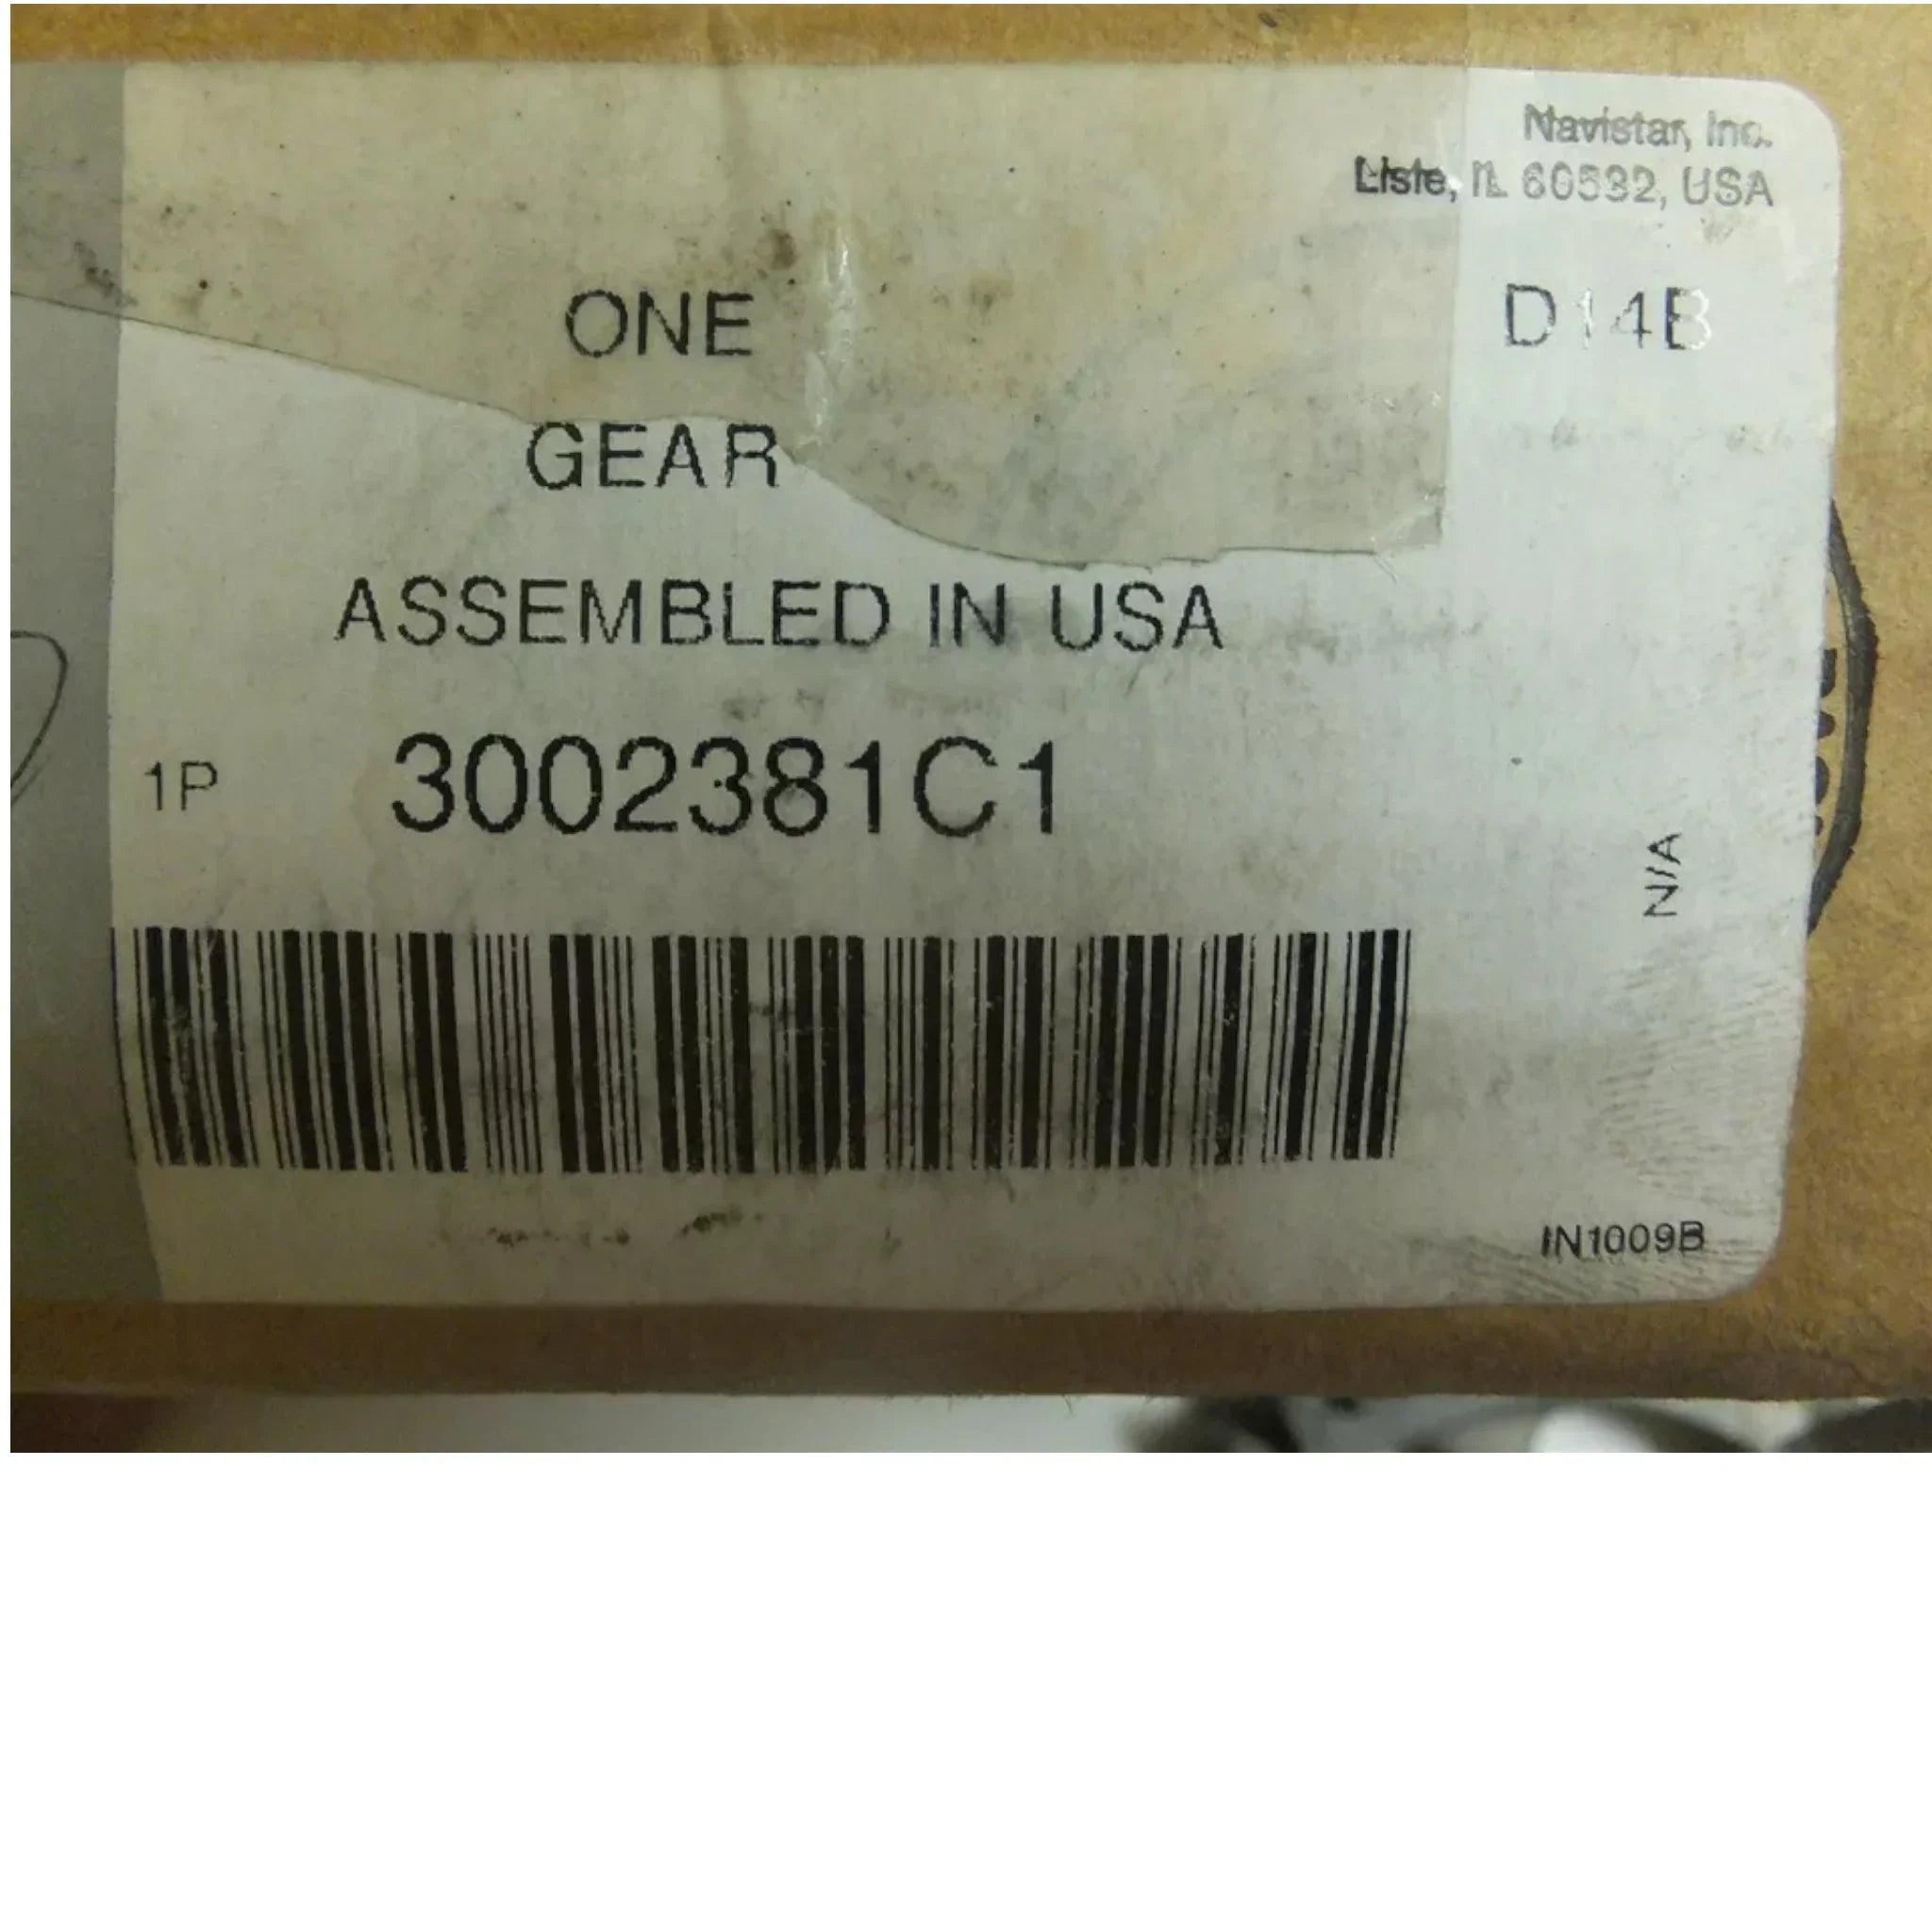 Navistar, Inc.
Lisle, IL 60532, USA
ONE
D14B
GEAR
ASSEMBLED IN USA
1P 3002381C1
N/A
IN1009B